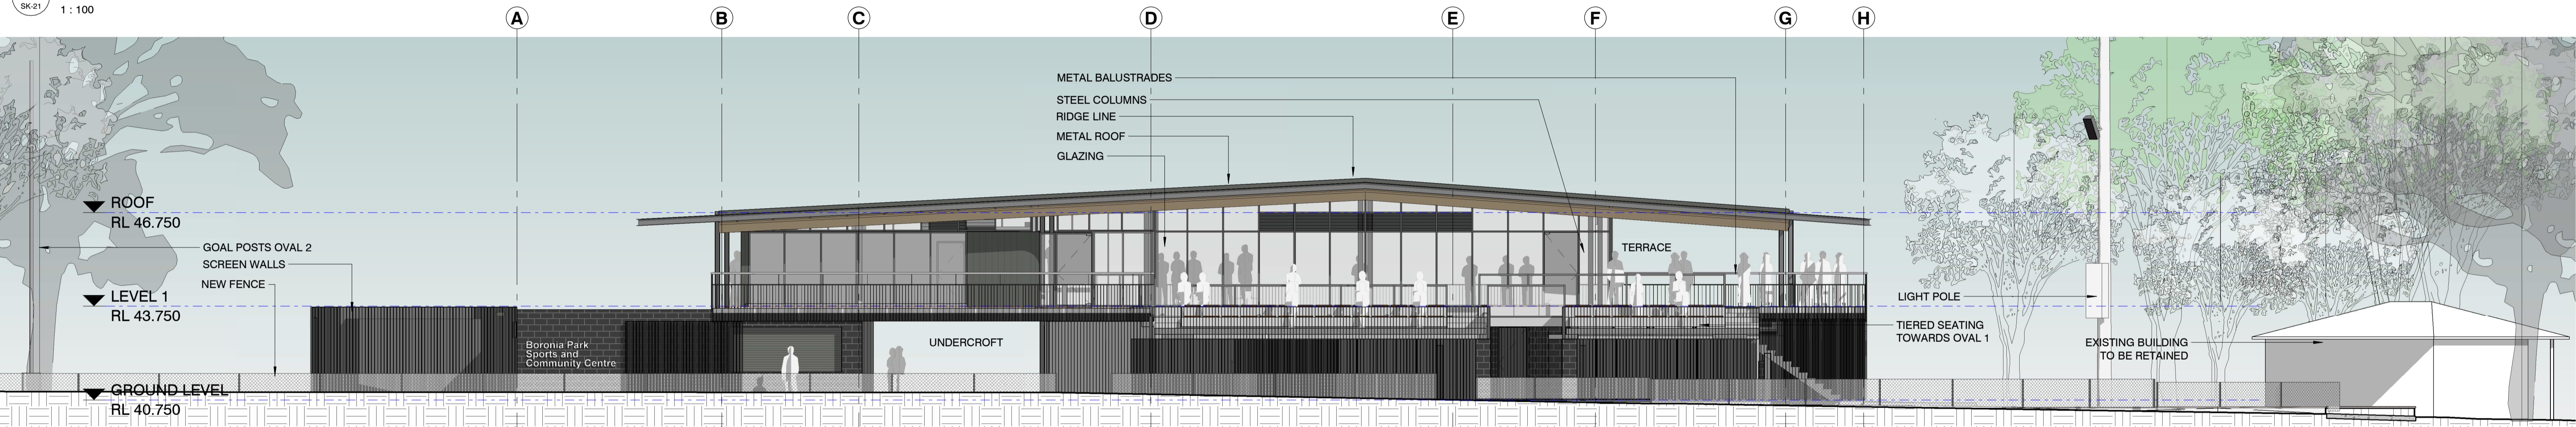 SK-21
1 : 100
A
B
C
D
E
F
G
H
METAL BALUSTRADES
STEEL COLUMNS
RIDGE LINE
METAL ROOF
GLAZING
ROOF
RL 46.750
GOAL POSTS OVAL 2
SCREEN WALLS
NEW FENCE
TERRACE
LEVEL 1
RL 43.750
LIGHT POLE
TIERED SEATING
TOWARDS OVAL 1
Boronia Park
Sports and
Community Centre
UNDERCROFT
EXISTING BUILDING
TO BE RETAINED
GROUND LEVEL
RL 40.750